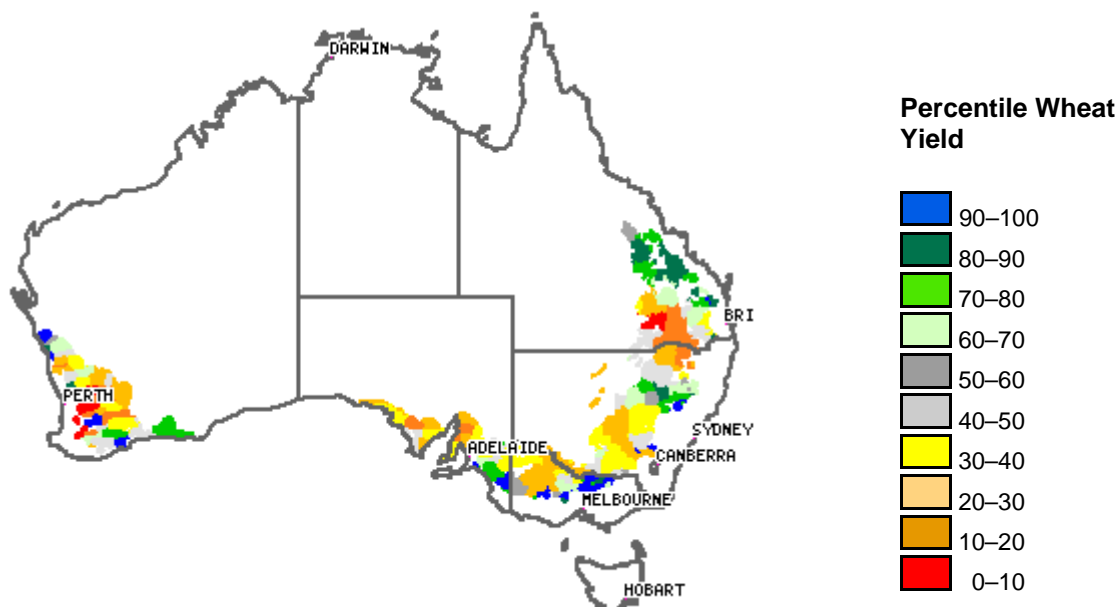 DARWIN
Percentile Wheat
Yield
90–100
80–90
70–80
60–70
50–60
40–50
30–40
20–30
10–20
0–10
BRI
PERTH
SYDNEY
ADELAIDE
CANBERRA
MELBOURNE
HOBART